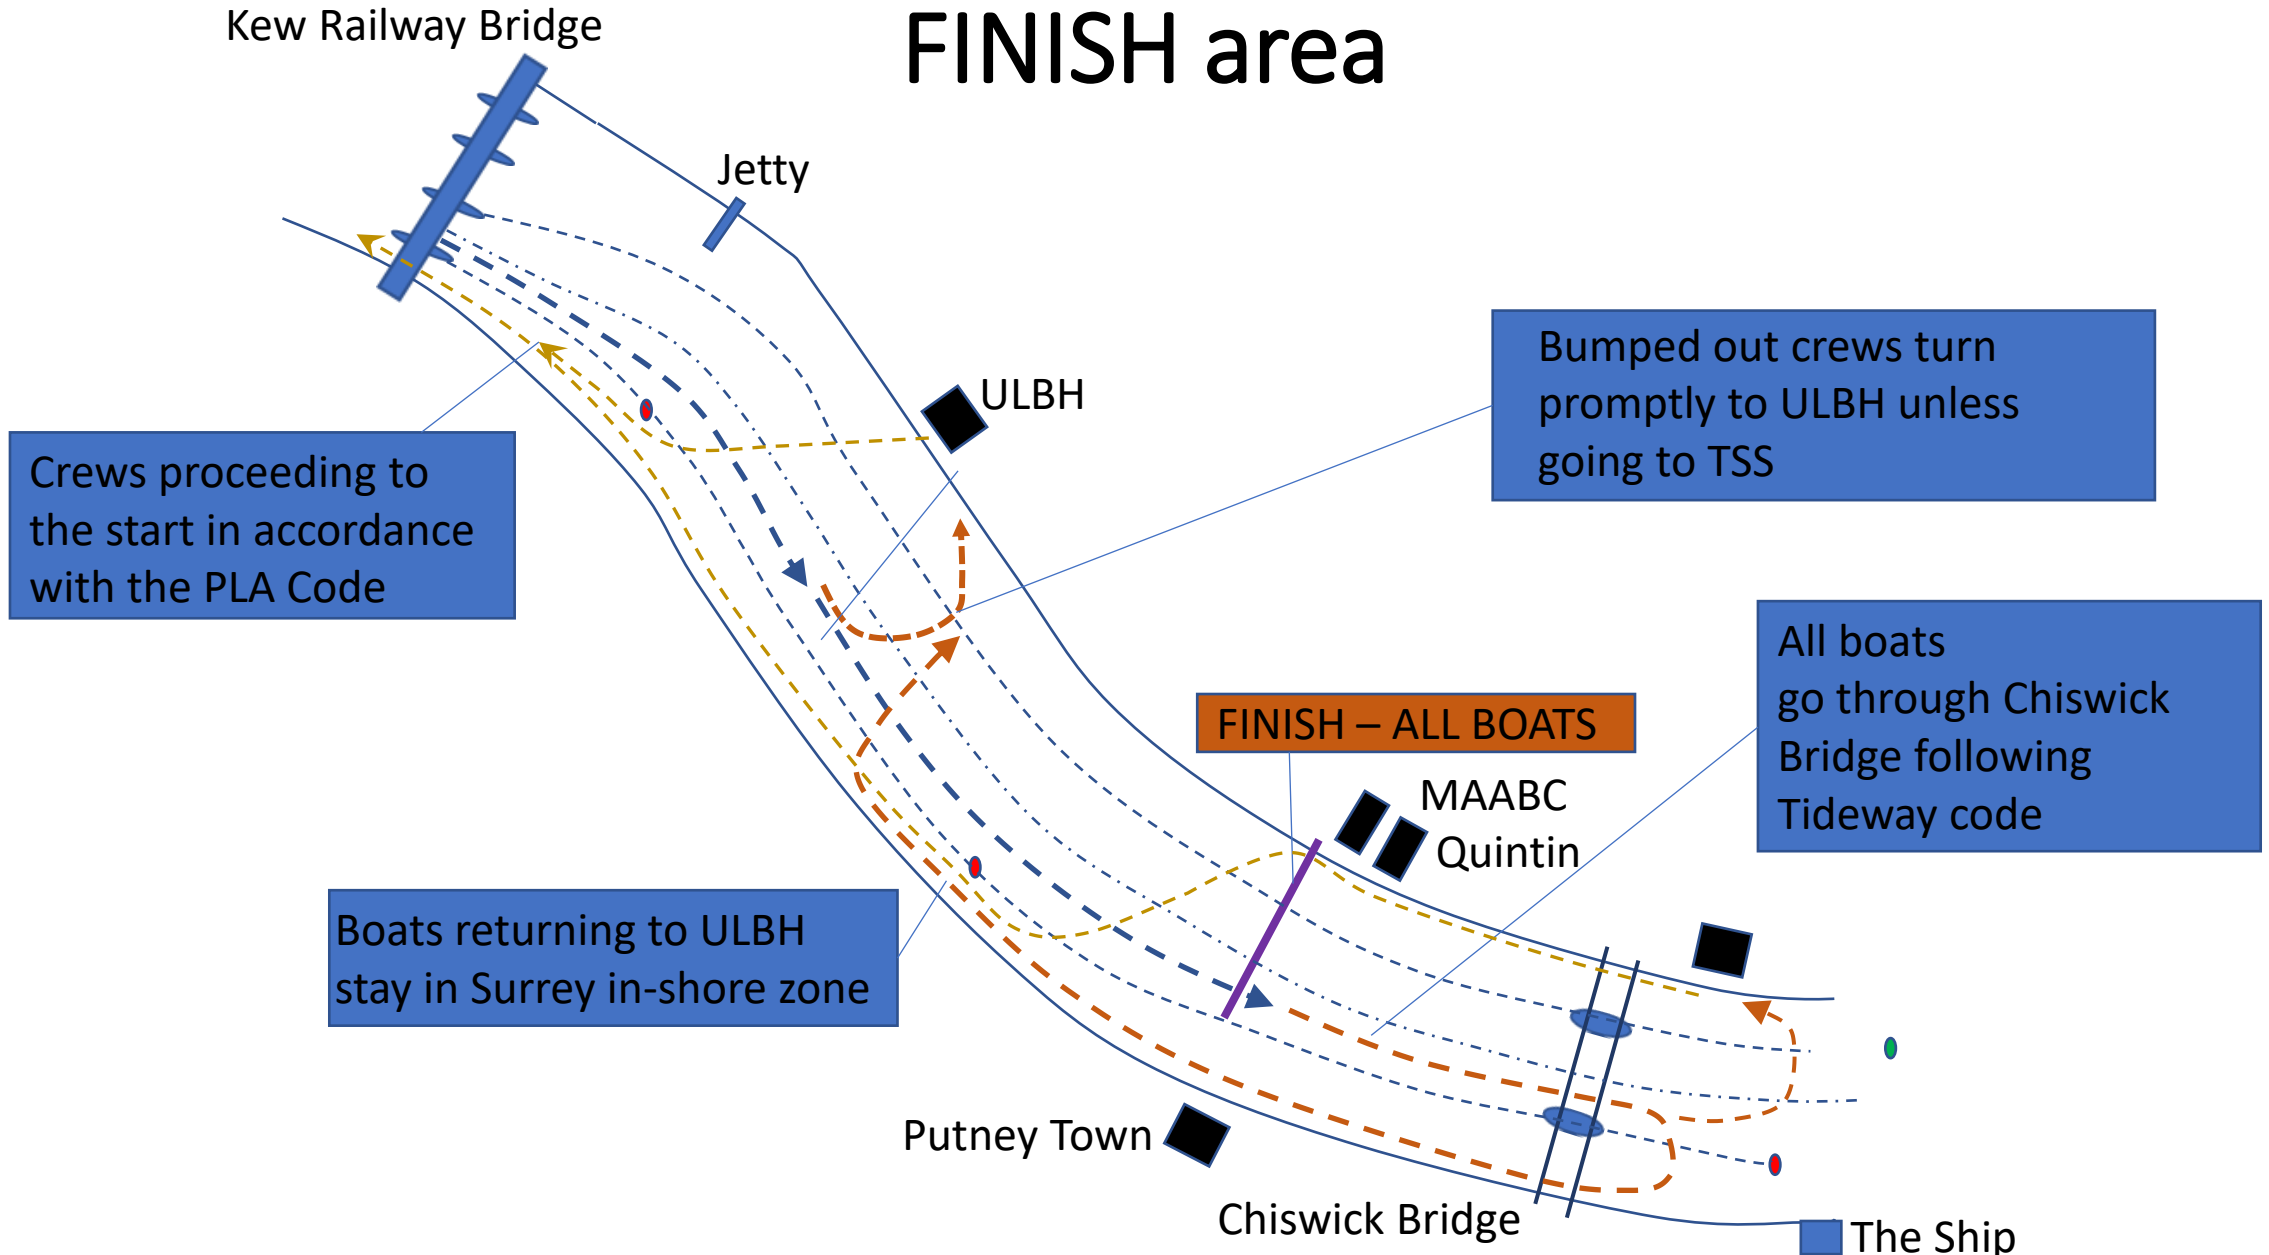 FINISH area
Kew Railway Bridge
Jetty
ULBH
Bumped out crews turn
promptly to ULBH unless
going to TSS
Crews proceeding to
the start in accordance
with the PLA Code
All boats
go through Chiswick
Bridge following
Tideway code
FINISH – ALL BOATS
MAABC
Quintin
Boats returning to ULBH
stay in Surrey in-shore zone
Putney Town
Chiswick Bridge
The Ship